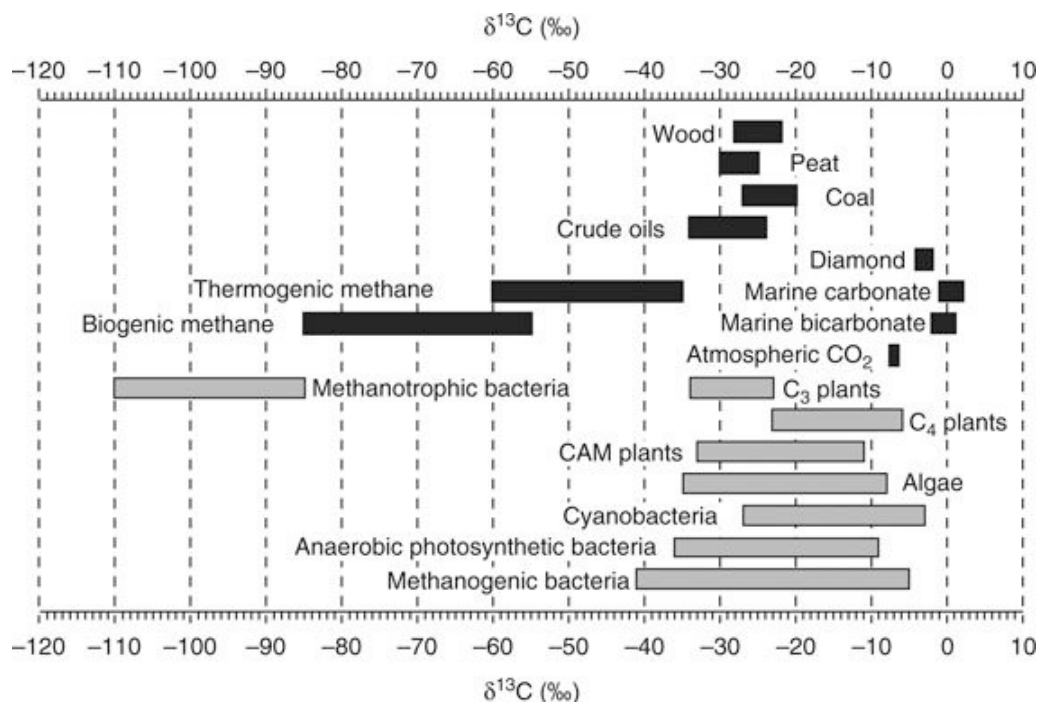 δ¹³C (‰)
–120 –110 –100 –90 –80 –70 –60 –50 –40 –30 –20 –10 0 10
Wood
Peat
Coal
Crude oils
Diamond
Thermogenic methane
Marine carbonate
Biogenic methane
Marine bicarbonate
Atmospheric CO₂
Methanotrophic bacteria
C₃ plants
C₄ plants
CAM plants
Algae
Cyanobacteria
Anaerobic photosynthetic bacteria
Methanogenic bacteria
–120 –110 –100 –90 –80 –70 –60 –50 –40 –30 –20 –10 0 10
δ¹³C (‰)